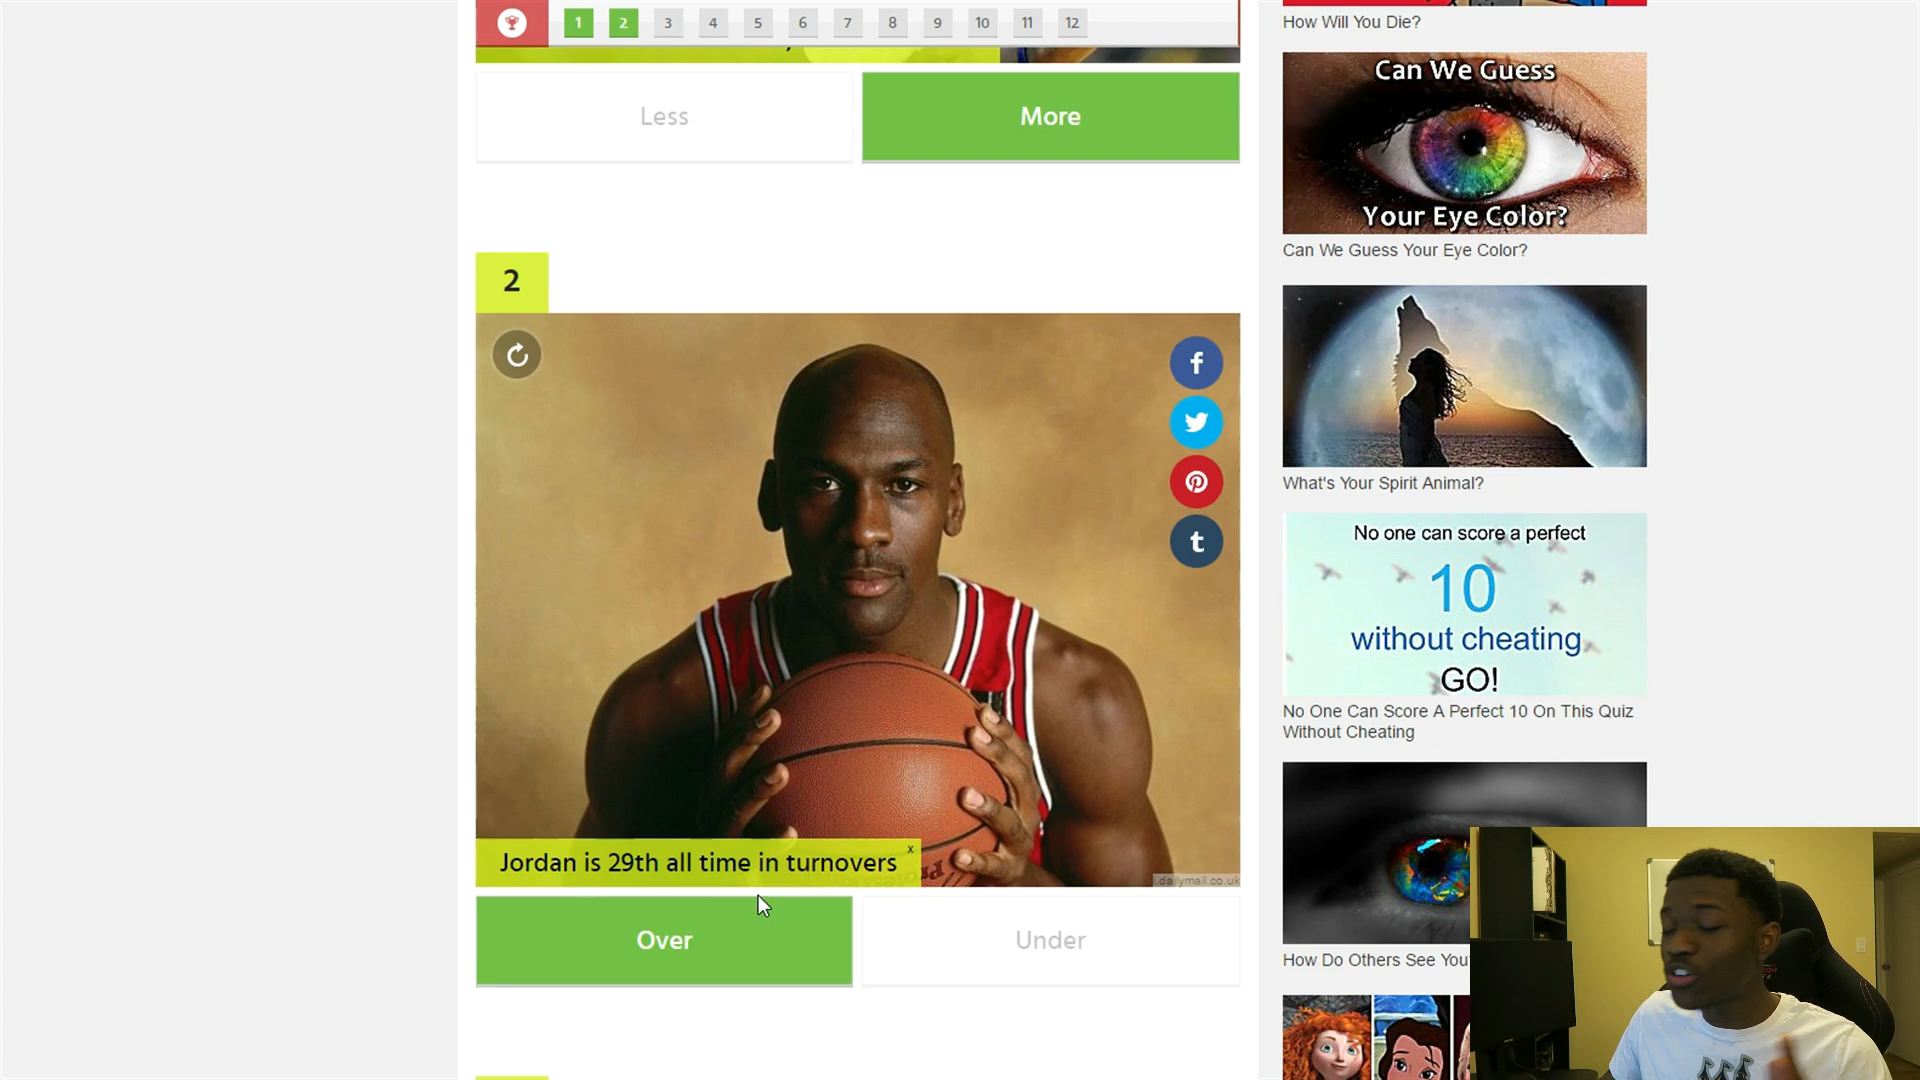 1 2 3 4 5 6 7 8 9 10 11 12
Less
More
2
f
t
Jordan is 29th all time in turnovers
x
i.dailymail.co.uk
Over
Under
How Will You Die?
Can We Guess
Your Eye Color?
Can We Guess Your Eye Color?
What's Your Spirit Animal?
No one can score a perfect
10
without cheating
GO!
No One Can Score A Perfect 10 On This Quiz
Without Cheating
How Do Others See You